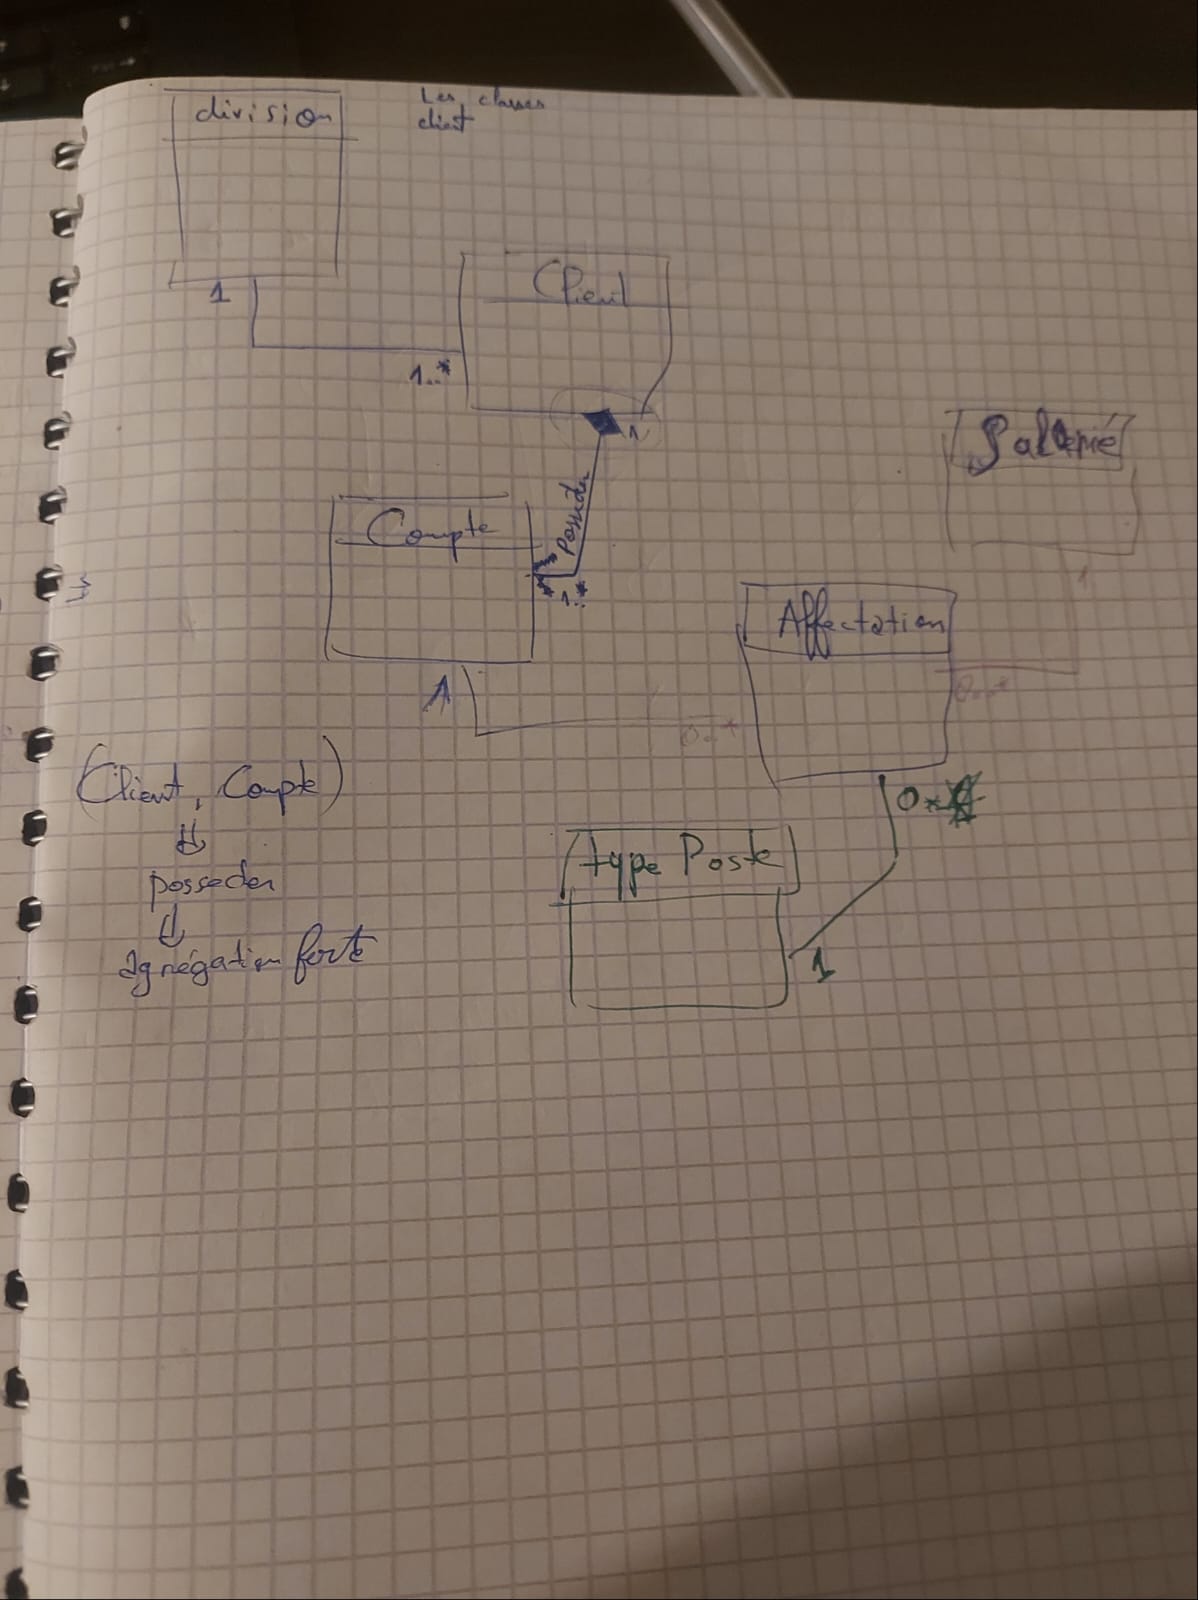 division
Les classes
client
1
Client
1..*
1
Posseder
Compte
1..*
Salarié
1
Affectation
0..*
1
0..*
(Client, Compte)
posseder
agrégation forte
0..*
type Poste
1